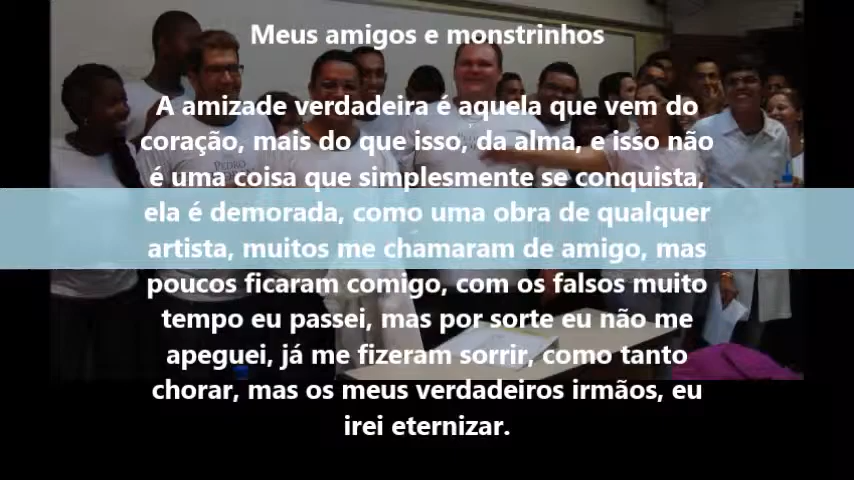 Meus amigos e monstrinhos
A amizade verdadeira é aquela que vem do
coração, mais do que isso, da alma, e isso não
é uma coisa que simplesmente se conquista,
ela é demorada, como uma obra de qualquer
artista, muitos me chamaram de amigo, mas
poucos ficaram comigo, com os falsos muito
tempo eu passei, mas por sorte eu não me
apeguei, já me fizeram sorrir, como tanto
chorar, mas os meus verdadeiros irmãos, eu
irei eternizar.
PEDRO